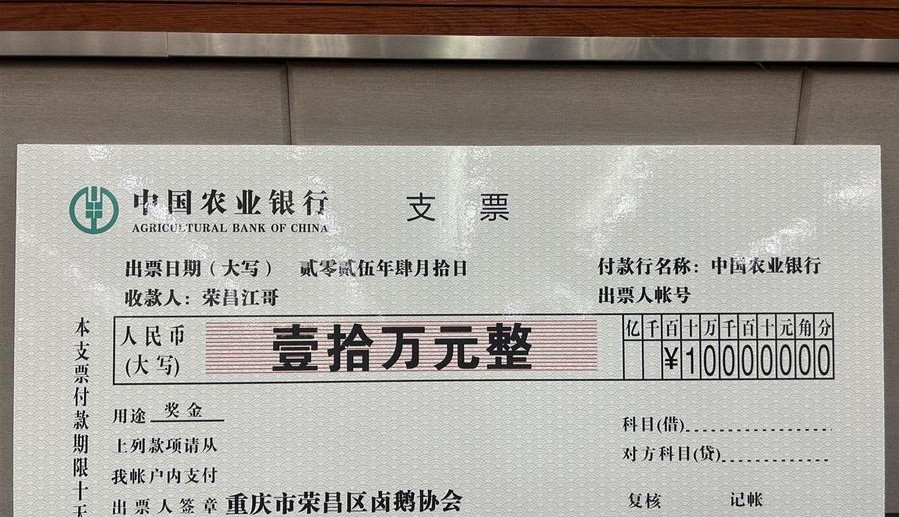 中国农业银行
AGRICULTURAL BANK OF CHINA
支票
出票日期（大写） 贰零贰伍年肆月拾日
付款行名称：中国农业银行
收款人：荣昌江哥
出票人帐号
人民币
(大写)
壹拾万元整
亿千百十万千百十元角分
¥100000000
用途 奖金
上列款项请从
我帐户内支付
出票人签章 重庆市荣昌区卤鹅协会
科目(借)
对方科目(贷)
复核 记帐
本支票付款期限十天